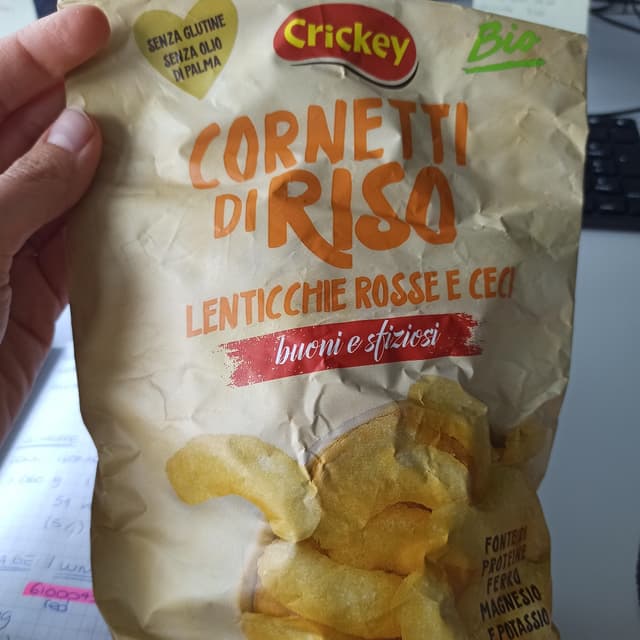 SENZA GLUTINE
SENZA OLIO
DI PALMA
Crickey
Bio
CORNETTI
DI RISO
LENTICCHIE ROSSE E CECI
buoni e sfiziosi
FONTE DI
PROTEINE
FERRO
MAGNESIO
E POTASSIO
610005